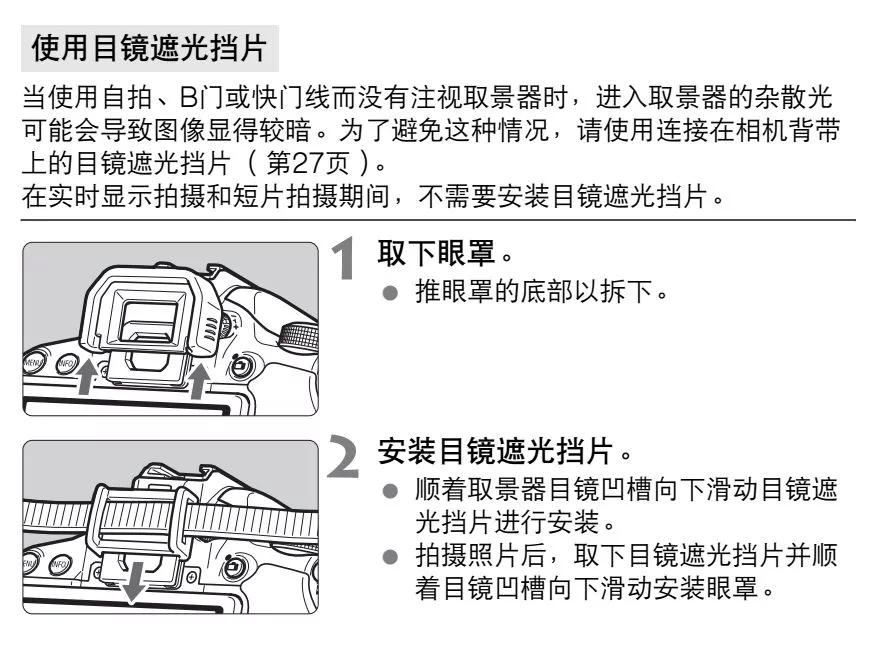 使用目镜遮光挡片
当使用自拍、B门或快门线而没有注视取景器时，进入取景器的杂散光
可能会导致图像显得较暗。为了避免这种情况，请使用连接在相机背带
上的目镜遮光挡片（第27页）。
在实时显示拍摄和短片拍摄期间，不需要安装目镜遮光挡片。
1 取下眼罩。
● 推眼罩的底部以拆下。
MENU INFO.
2 安装目镜遮光挡片。
● 顺着取景器目镜凹槽向下滑动目镜遮
光挡片进行安装。
● 拍摄照片后，取下目镜遮光挡片并顺
着目镜凹槽向下滑动安装眼罩。
INFO.